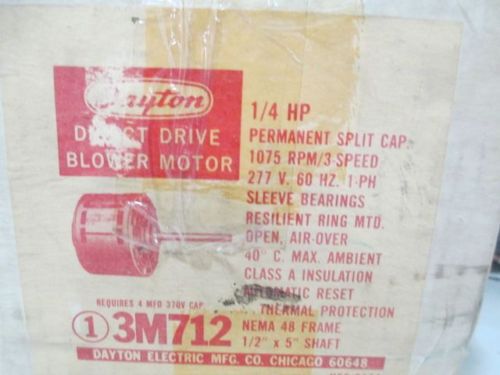 Dayton
DIRECT DRIVE
BLOWER MOTOR
1/4 HP
PERMANENT SPLIT CAP.
1075 RPM/3-SPEED
277 V. 60 HZ. 1-PH
SLEEVE BEARINGS
RESILIENT RING MTD.
OPEN, AIR-OVER
40° C. MAX. AMBIENT
CLASS A INSULATION
AUTOMATIC RESET
THERMAL PROTECTION
NEMA 48 FRAME
1/2" x 5" SHAFT
REQUIRES 4 MFD 370V CAP.
1 3M712
DAYTON ELECTRIC MFG. CO. CHICAGO 60648